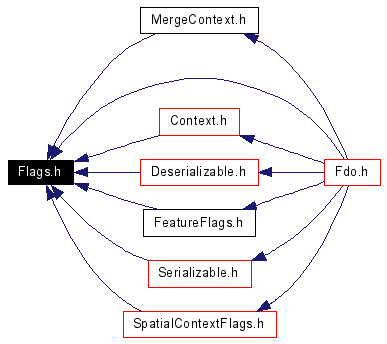 MergeContext.h
Context.h
Flags.h
Deserializable.h
Fdo.h
FeatureFlags.h
Serializable.h
SpatialContextFlags.h